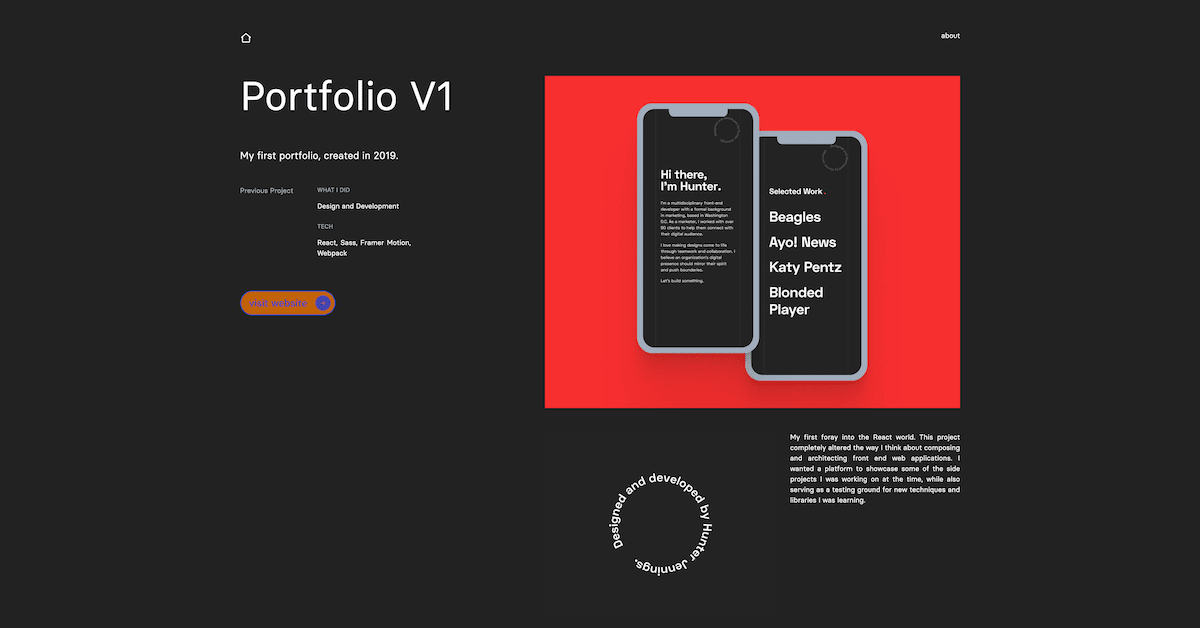 about
Portfolio V1
My first portfolio, created in 2019.
Previous Project
WHAT I DID
Design and Development
TECH
React, Sass, Framer Motion,
Webpack
visit website
Hi there,
I'm Hunter.
I'm a multidisciplinary front-end
developer with a formal background
in marketing, based in Washington
D.C. As a marketer, I worked with over
90 clients to help them connect with
their digital audience.
I love making designs come to life
through teamwork and collaboration. I
believe an organization's digital
presence should mirror their spirit
and push boundaries.
Let's build something.
Selected Work
Beagles
Ayo! News
Katy Pentz
Blonded
Player
My first foray into the React world. This project
completely altered the way I think about composing
and architecting front end web applications. I
wanted a platform to showcase some of the side
projects I was working on at the time, while also
serving as a testing ground for new techniques and
libraries I was learning.
Designed and developed by Hunter Jennings.